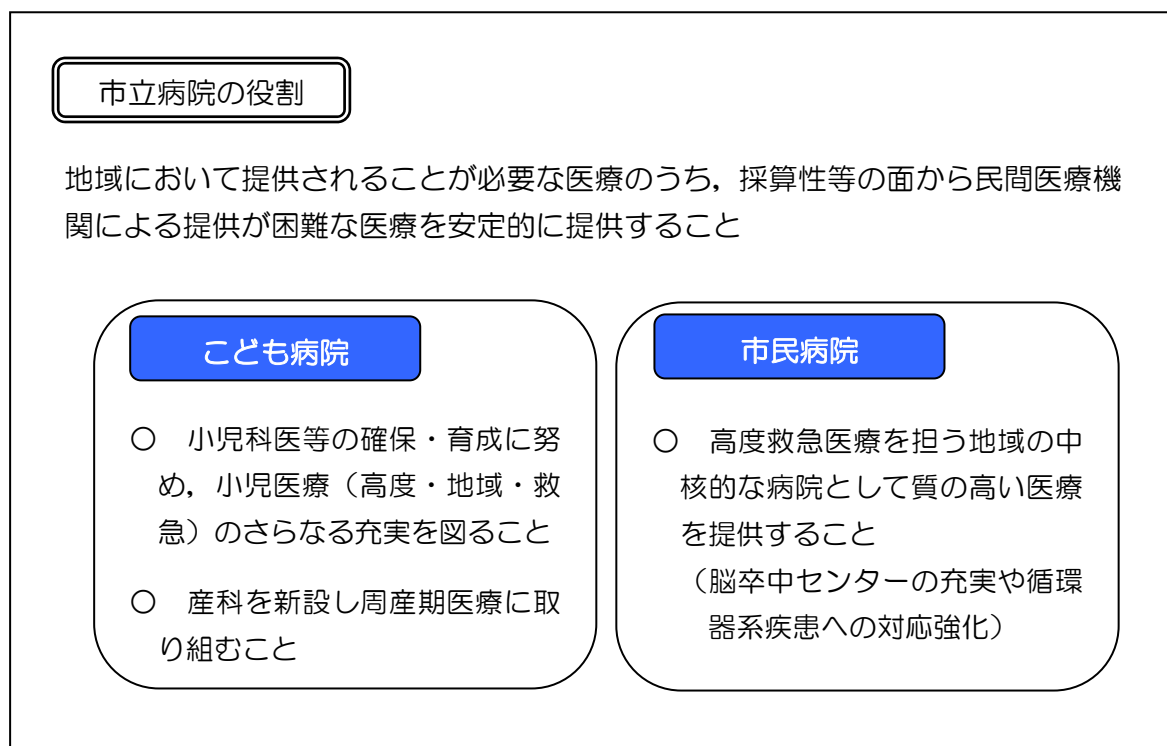 市立病院の役割
地域において提供されることが必要な医療のうち，採算性等の面から民間医療機
関による提供が困難な医療を安定的に提供すること
こども病院
○　小児科医等の確保・育成に努
め，小児医療（高度・地域・救
急）のさらなる充実を図ること
○　産科を新設し周産期医療に取
り組むこと
市民病院
○　高度救急医療を担う地域の中
核的な病院として質の高い医療
を提供すること
（脳卒中センターの充実や循環
器系疾患への対応強化）